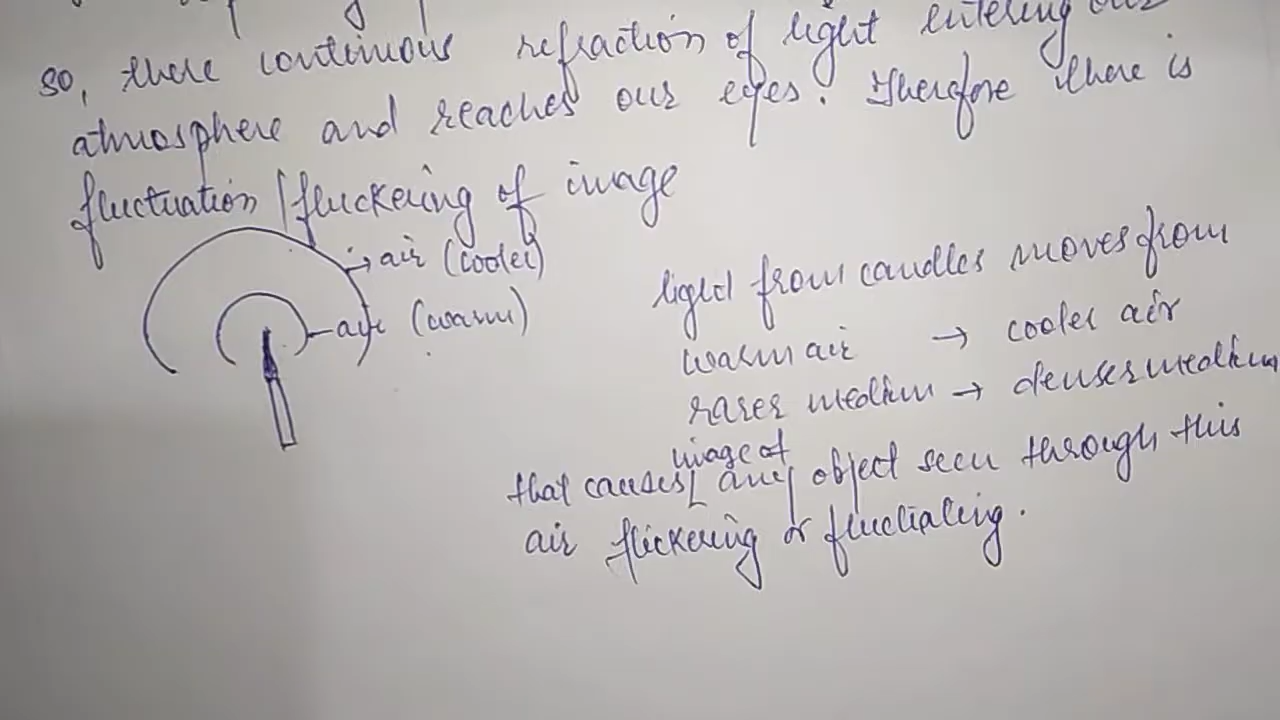 so, there continuous refraction of light entering our
atmosphere and reaches our eyes. Therefore there is
fluctuation / fluckering of image
→ air (cooler)
air (warm)
light from candles moves from
warm air → cooler air
rarer medium → denser medium
image of
that causes any object seen through this
air flickering or fluctiating.